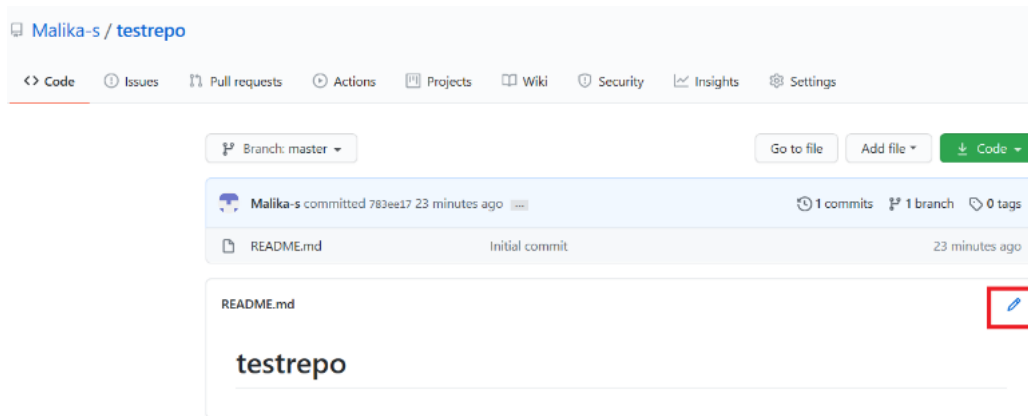 Malika-s / testrepo
<> Code Issues Pull requests Actions Projects Wiki Security Insights Settings
Branch: master Go to file Add file Code
Malika-s committed 783ee17 23 minutes ago ... 1 commits 1 branch 0 tags
README.md Initial commit 23 minutes ago
README.md
testrepo